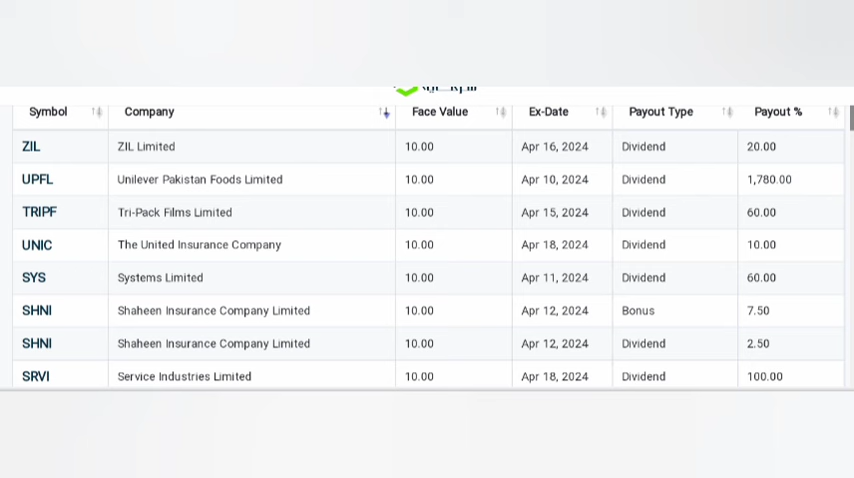 Symbol Company Face Value Ex-Date Payout Type Payout %
ZIL ZIL Limited 10.00 Apr 16, 2024 Dividend 20.00
UPFL Unilever Pakistan Foods Limited 10.00 Apr 10, 2024 Dividend 1,780.00
TRIPF Tri-Pack Films Limited 10.00 Apr 15, 2024 Dividend 60.00
UNIC The United Insurance Company 10.00 Apr 18, 2024 Dividend 10.00
SYS Systems Limited 10.00 Apr 11, 2024 Dividend 60.00
SHNI Shaheen Insurance Company Limited 10.00 Apr 12, 2024 Bonus 7.50
SHNI Shaheen Insurance Company Limited 10.00 Apr 12, 2024 Dividend 2.50
SRVI Service Industries Limited 10.00 Apr 18, 2024 Dividend 100.00